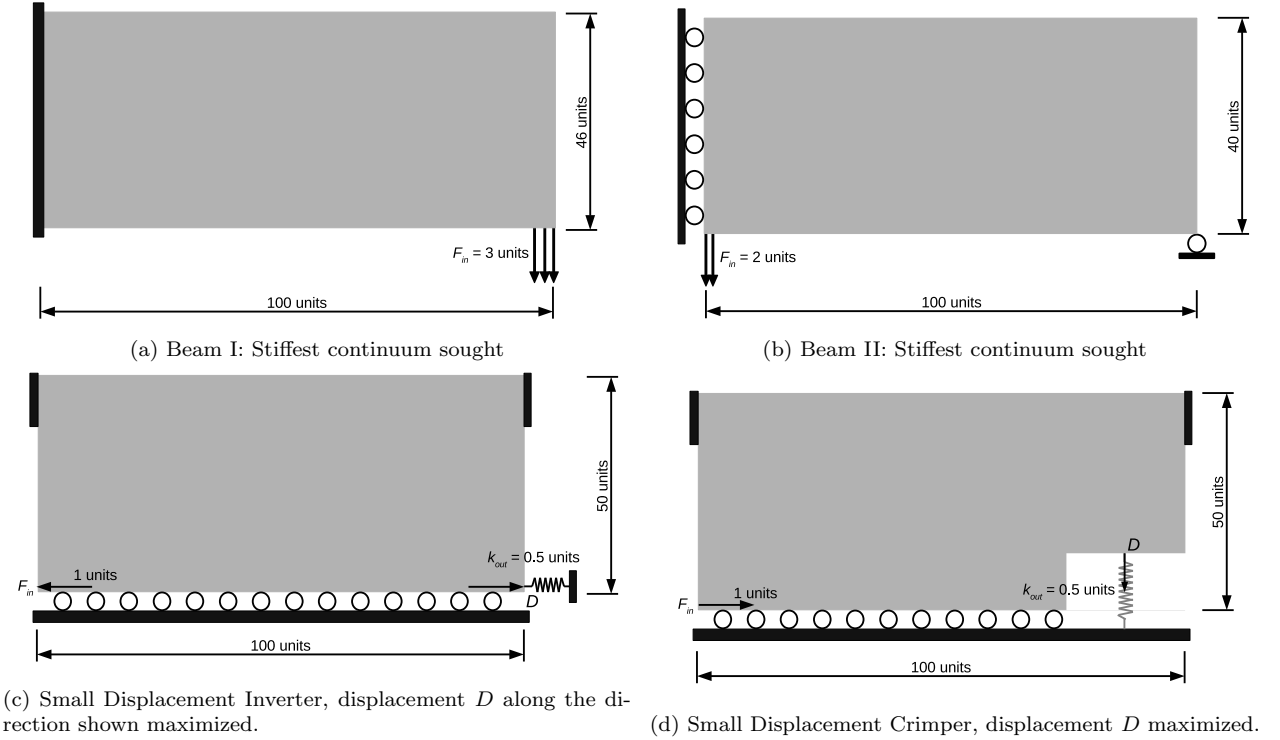 46 units
F_in = 3 units
100 units
(a) Beam I: Stiffest continuum sought
40 units
F_in = 2 units
100 units
(b) Beam II: Stiffest continuum sought
50 units
k_out = 0.5 units
F_in
1 units
D
100 units
(c) Small Displacement Inverter, displacement D along the di-
rection shown maximized.
50 units
D
k_out = 0.5 units
F_in
1 units
100 units
(d) Small Displacement Crimper, displacement D maximized.